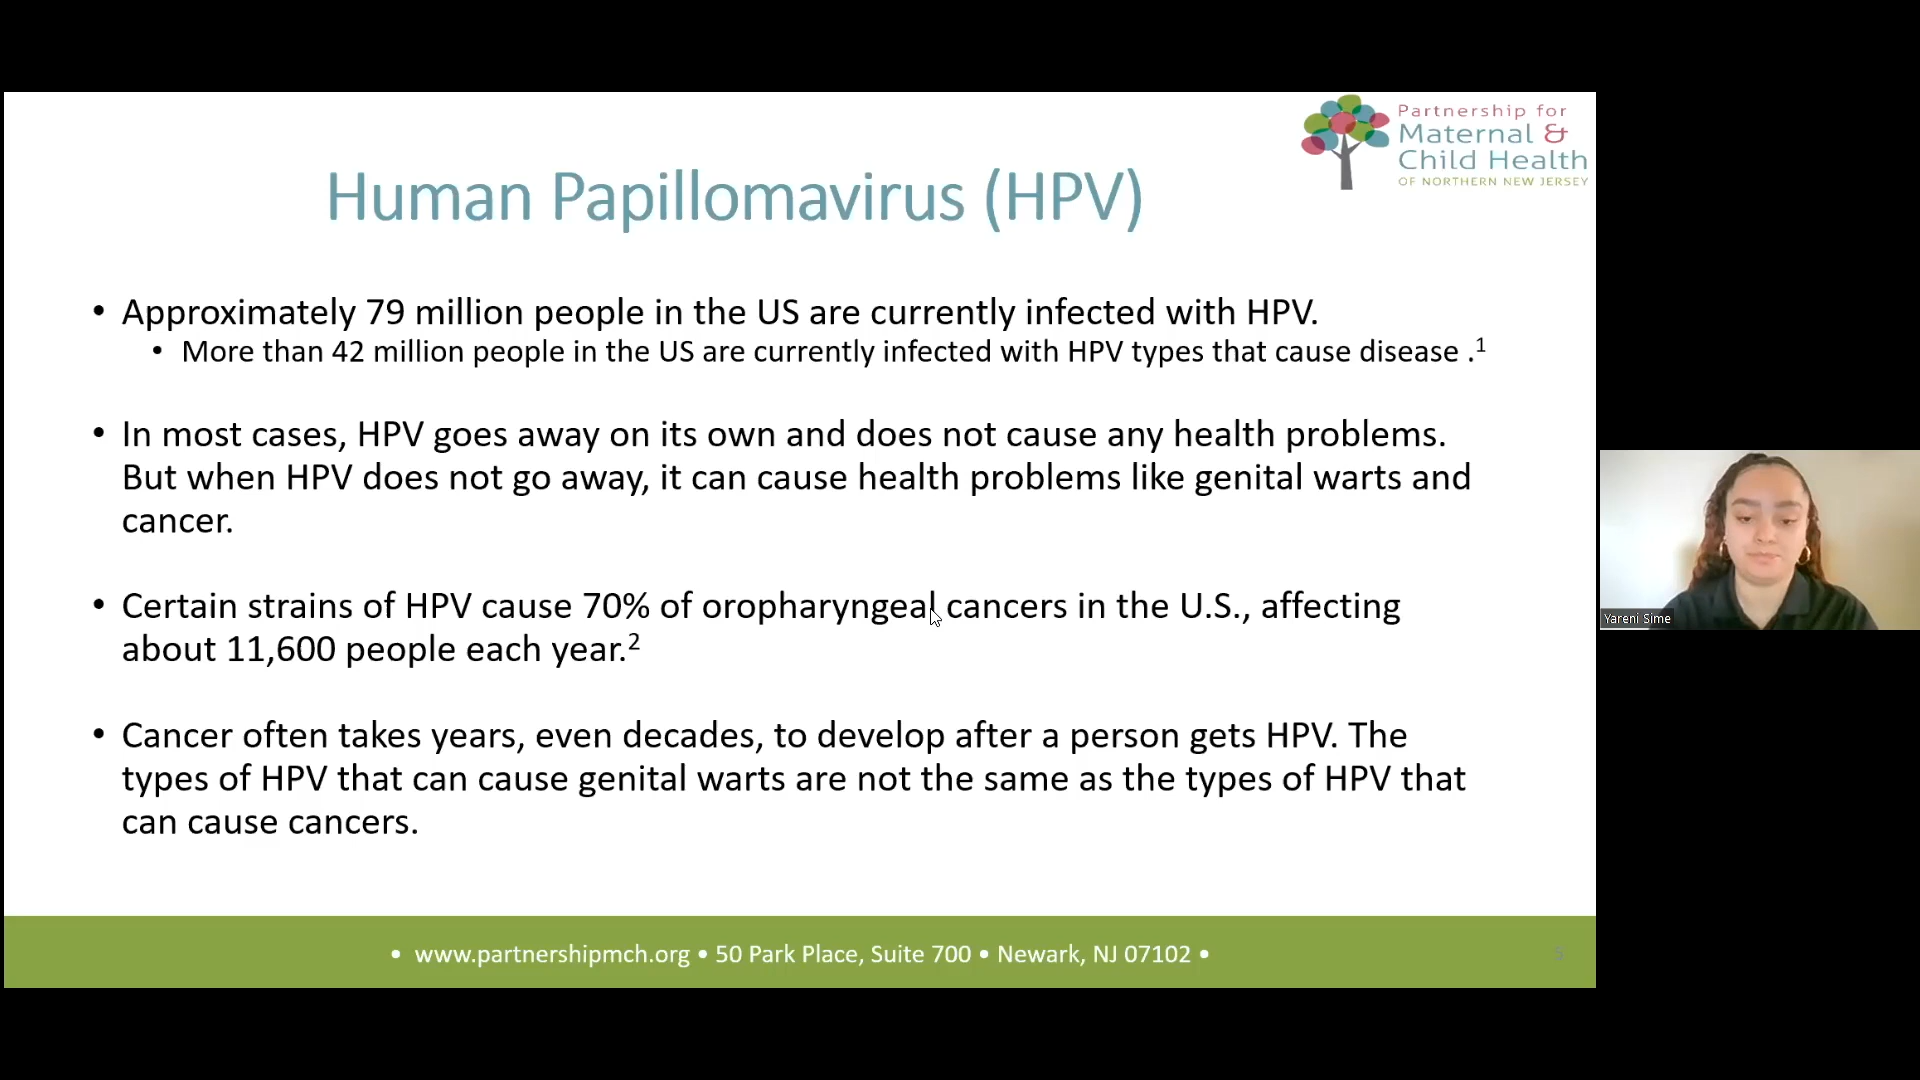 Partnership for
Maternal &
Child Health
OF NORTHERN NEW JERSEY
Human Papillomavirus (HPV)
• Approximately 79 million people in the US are currently infected with HPV.
• More than 42 million people in the US are currently infected with HPV types that cause disease .¹
• In most cases, HPV goes away on its own and does not cause any health problems.
But when HPV does not go away, it can cause health problems like genital warts and
cancer.
• Certain strains of HPV cause 70% of oropharyngeal cancers in the U.S., affecting
about 11,600 people each year.²
• Cancer often takes years, even decades, to develop after a person gets HPV. The
types of HPV that can cause genital warts are not the same as the types of HPV that
can cause cancers.
• www.partnershipmch.org • 50 Park Place, Suite 700 • Newark, NJ 07102 •
Yareni Sime